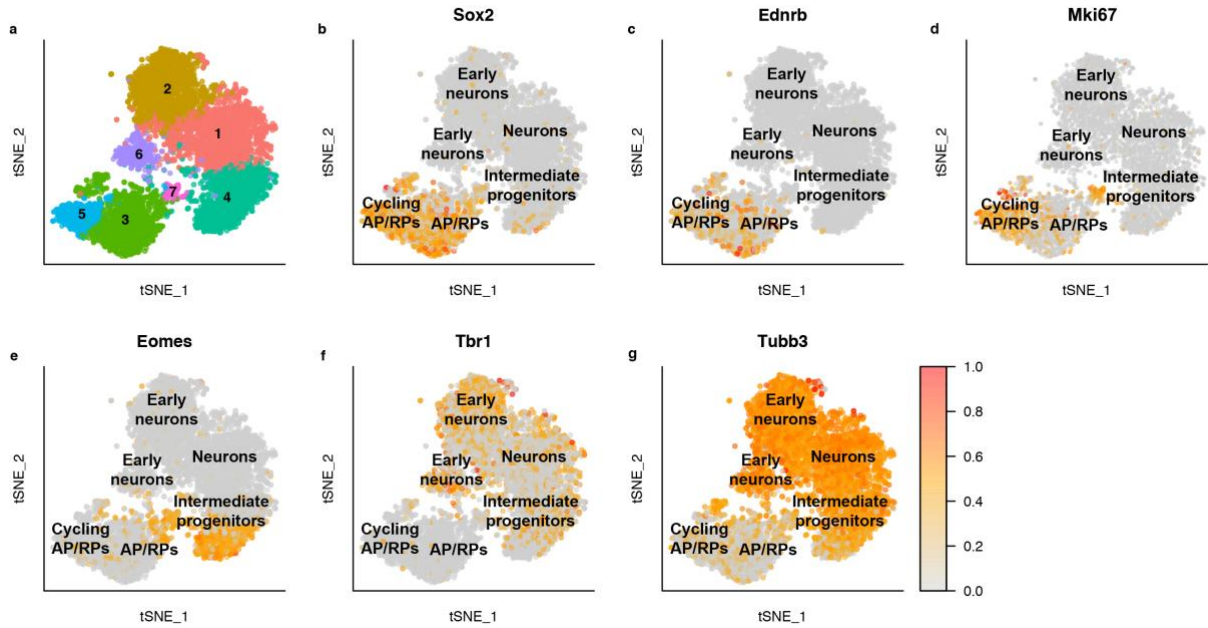 a
2
1
6
7
4
5
3
tSNE_2
tSNE_1
b
Sox2
Early
neurons
Early
neurons
Neurons
Intermediate
progenitors
Cycling
AP/RPs
AP/RPs
tSNE_2
tSNE_1
c
Ednrb
Early
neurons
Early
neurons
Neurons
Intermediate
progenitors
Cycling
AP/RPs
AP/RPs
tSNE_2
tSNE_1
d
Mki67
Early
neurons
Early
neurons
Neurons
Intermediate
progenitors
Cycling
AP/RPs
AP/RPs
tSNE_2
tSNE_1
e
Eomes
Early
neurons
Early
neurons
Neurons
Intermediate
progenitors
Cycling
AP/RPs
AP/RPs
tSNE_2
tSNE_1
f
Tbr1
Early
neurons
Early
neurons
Neurons
Intermediate
progenitors
Cycling
AP/RPs
AP/RPs
tSNE_2
tSNE_1
g
Tubb3
Early
neurons
Early
neurons
Neurons
Intermediate
progenitors
Cycling
AP/RPs
AP/RPs
tSNE_2
tSNE_1
1.0
0.8
0.6
0.4
0.2
0.0